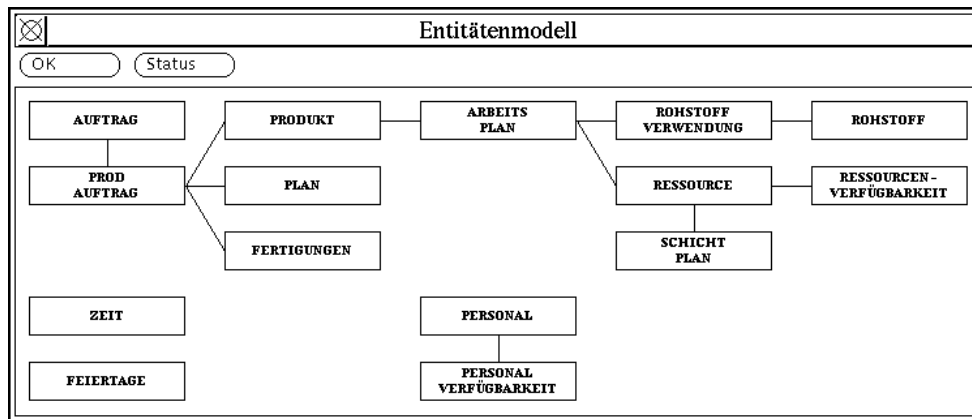 Entitätenmodell
OK
Status
AUFTRAG
PRODUKT
ARBEITS
PLAN
ROHSTOFF
VERWENDUNG
ROHSTOFF
PROD
AUFTRAG
PLAN
RESSOURCE
RESSOURCEN-
VERFÜGBARKEIT
FERTIGUNGEN
SCHICHT
PLAN
ZEIT
PERSONAL
FEIERTAGE
PERSONAL
VERFÜGBARKEIT